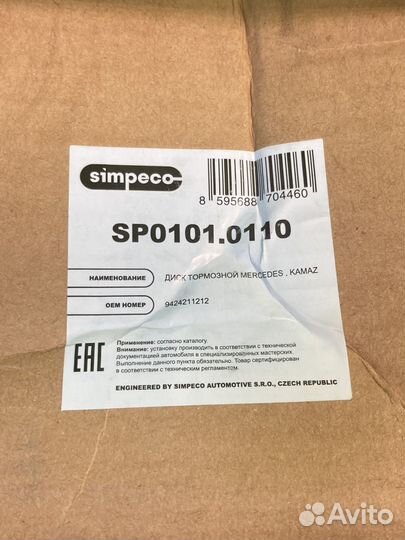 simpeco
8 595688 704460
SP0101.0110
НАИМЕНОВАНИЕ
ДИСК ТОРМОЗНОЙ MERCEDES , KAMAZ
OEM НОМЕР
9424211212
Применение: согласно каталогу.
Внимание: установку производить в соответствии с технической
документацией автомобиля в специализированных мастерских.
Выполнение данного пункта обязательно. Товар сертифицирован
в соответствии с техническим регламентом.
EAC
ENGINEERED BY SIMPECO AUTOMOTIVE S.R.O., CZECH REPUBLIC
Avito